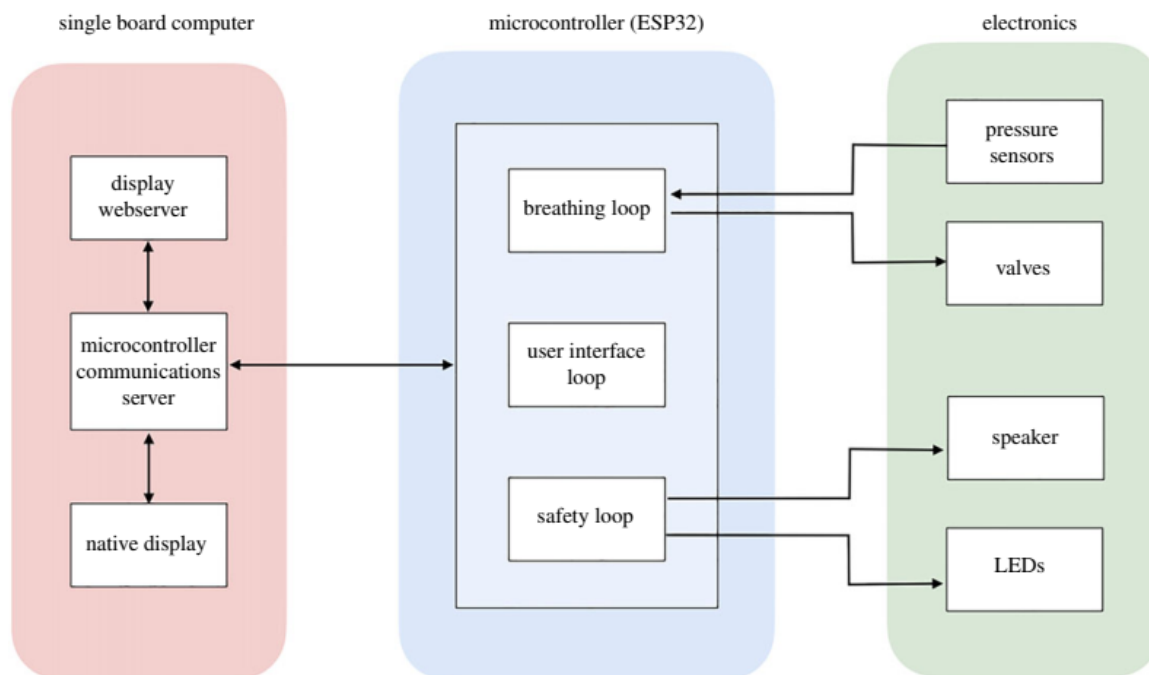 single board computer
microcontroller (ESP32)
electronics
display
webserver
microcontroller
communications
server
native display
breathing loop
user interface
loop
safety loop
pressure
sensors
valves
speaker
LEDs